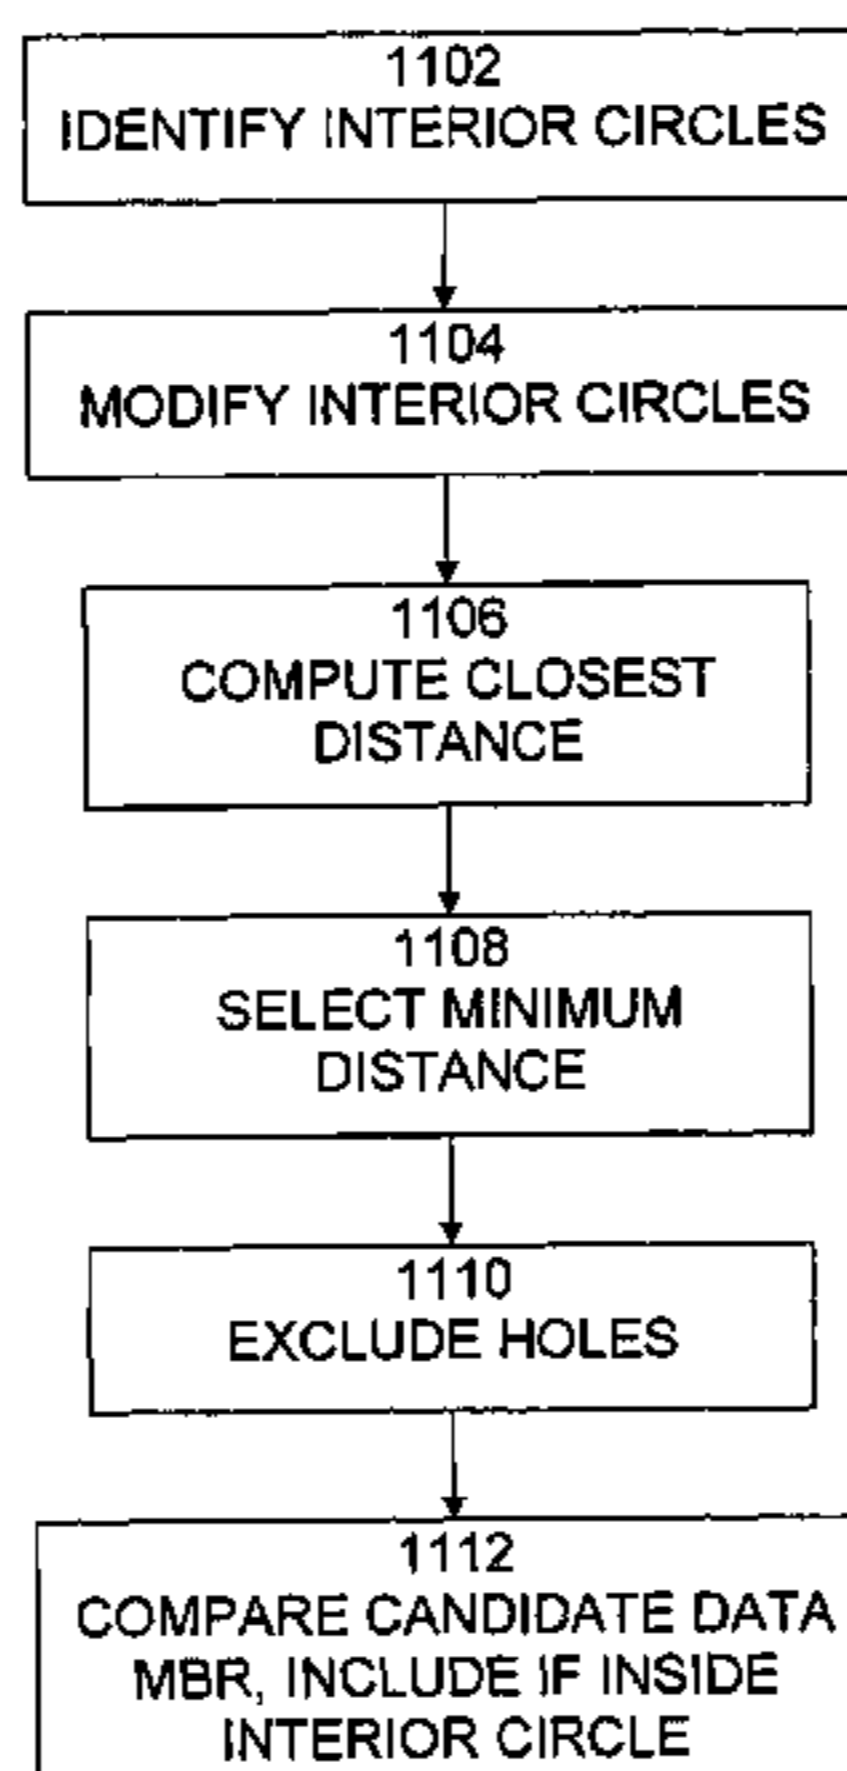 1102
IDENTIFY INTERIOR CIRCLES
1104
MODIFY INTERIOR CIRCLES
1106
COMPUTE CLOSEST
DISTANCE
1108
SELECT MINIMUM
DISTANCE
1110
EXCLUDE HOLES
1112
COMPARE CANDIDATE DATA
MBR, INCLUDE IF INSIDE
INTERIOR CIRCLE